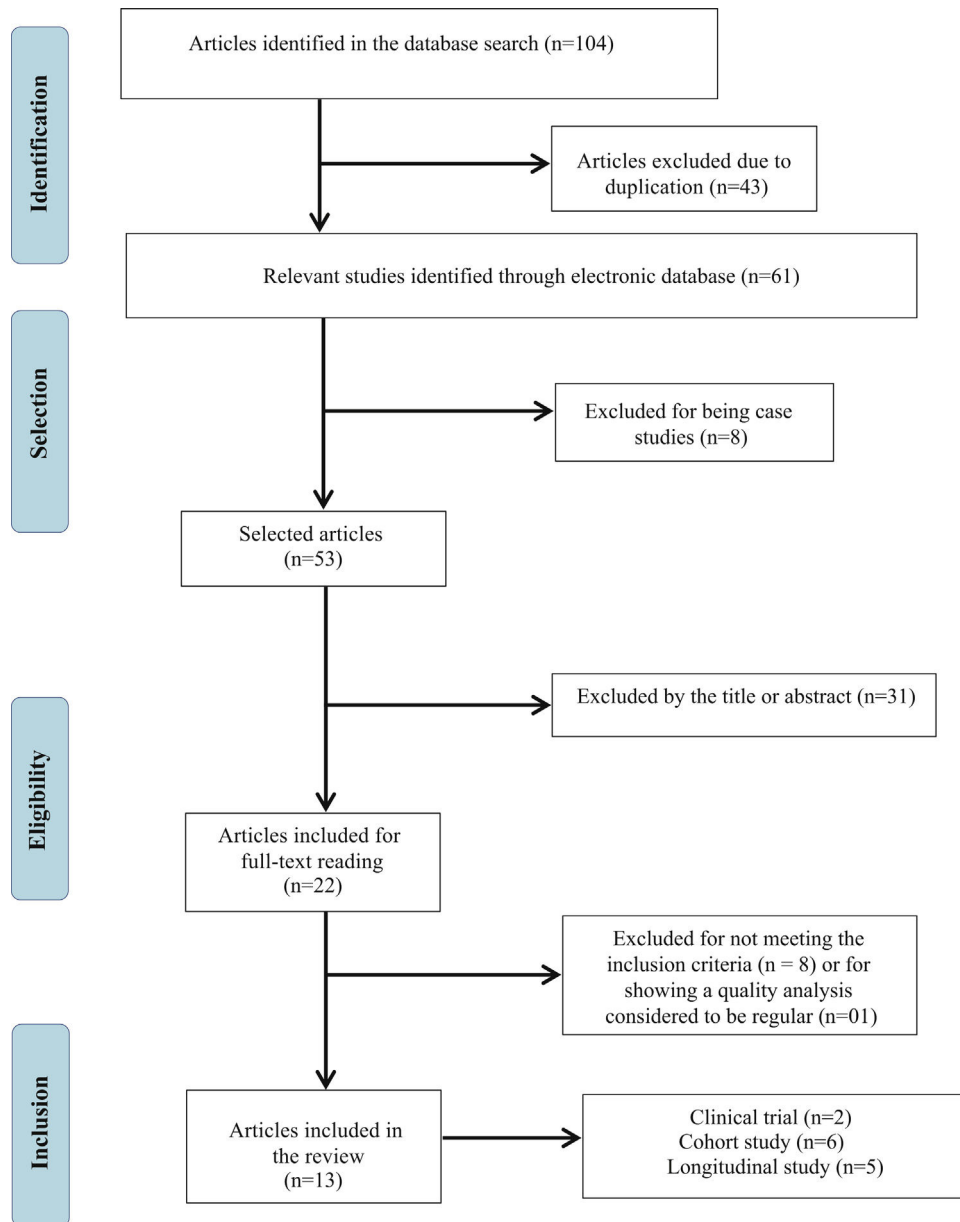 Identification
Articles identified in the database search (n=104)
Articles excluded due to
duplication (n=43)
Relevant studies identified through electronic database (n=61)
Selection
Excluded for being case
studies (n=8)
Selected articles
(n=53)
Eligibility
Excluded by the title or abstract (n=31)
Articles included for
full-text reading
(n=22)
Excluded for not meeting the
inclusion criteria (n = 8) or for
showing a quality analysis
considered to be regular (n=01)
Inclusion
Articles included in
the review
(n=13)
Clinical trial (n=2)
Cohort study (n=6)
Longitudinal study (n=5)